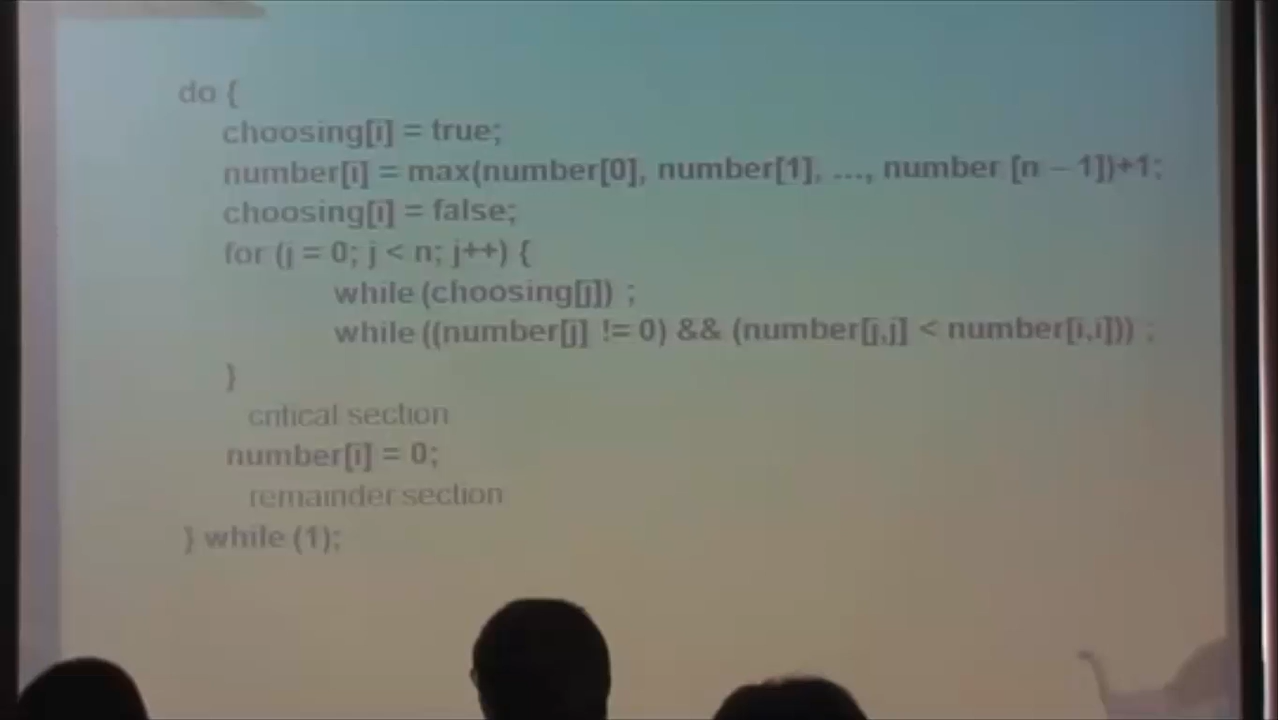 do {
choosing[i] = true;
number[i] = max(number[0], number[1], ..., number [n – 1])+1;
choosing[i] = false;
for (j = 0; j < n; j++) {
while (choosing[j]) ;
while ((number[j] != 0) && (number[j,j] < number[i,i])) ;
}
critical section
number[i] = 0;
remainder section
} while (1);